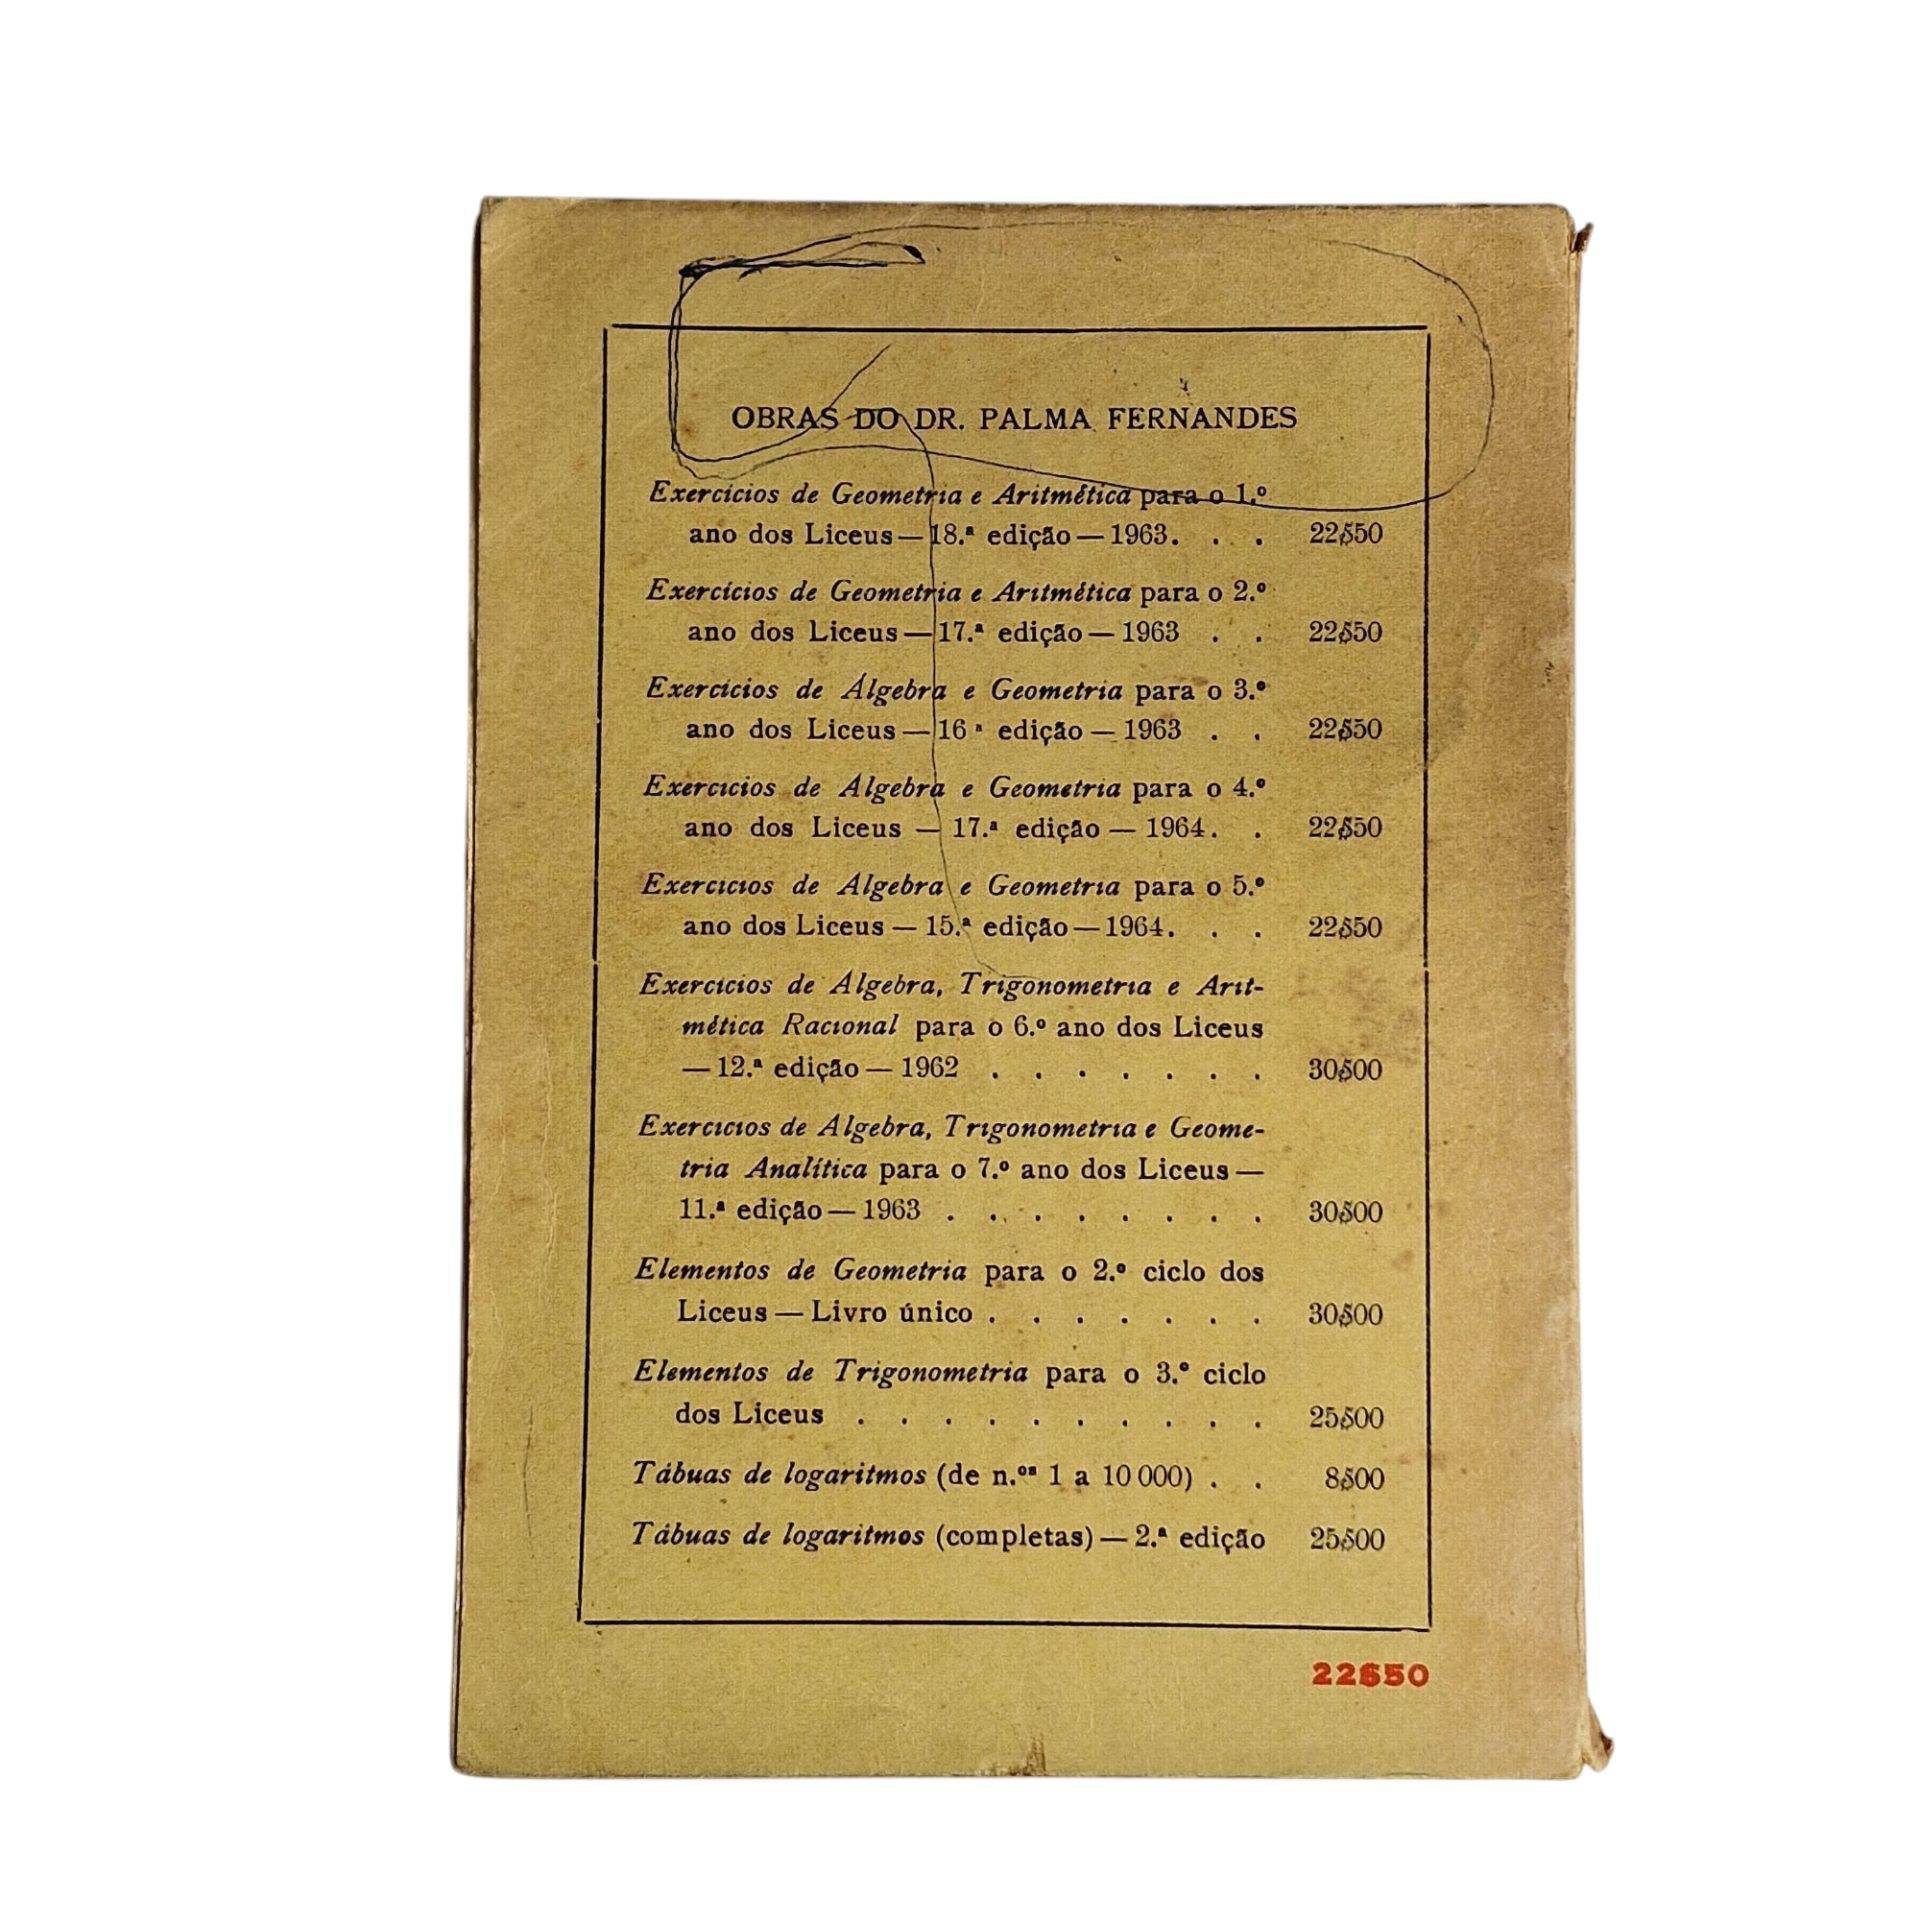 OBRAS DO DR. PALMA FERNANDES
Exercícios de Geometria e Aritmética para o 1.º
ano dos Liceus — 18.ª edição — 1963. . . 22$50
Exercícios de Geometria e Aritmética para o 2.º
ano dos Liceus — 17.ª edição — 1963 . . 22$50
Exercícios de Álgebra e Geometria para o 3.º
ano dos Liceus — 16 ª edição — 1963 . . 22$50
Exercícios de Álgebra e Geometria para o 4.º
ano dos Liceus — 17.ª edição — 1964. . 22$50
Exercícios de Álgebra e Geometria para o 5.º
ano dos Liceus — 15.ª edição — 1964. . . 22$50
Exercícios de Álgebra, Trigonometria e Arit-
mética Racional para o 6.º ano dos Liceus
— 12.ª edição — 1962 . . . . . . . 30$00
Exercícios de Álgebra, Trigonometria e Geome-
tria Analítica para o 7.º ano dos Liceus —
11.ª edição — 1963 . . . . . . . . 30$00
Elementos de Geometria para o 2.º ciclo dos
Liceus — Livro único . . . . . . . 30$00
Elementos de Trigonometria para o 3.º ciclo
dos Liceus . . . . . . . . . . 25$00
Tábuas de logaritmos (de n.ºˢ 1 a 10 000) . . 8$00
Tábuas de logaritmos (completas) — 2.ª edição 25$00
22$50